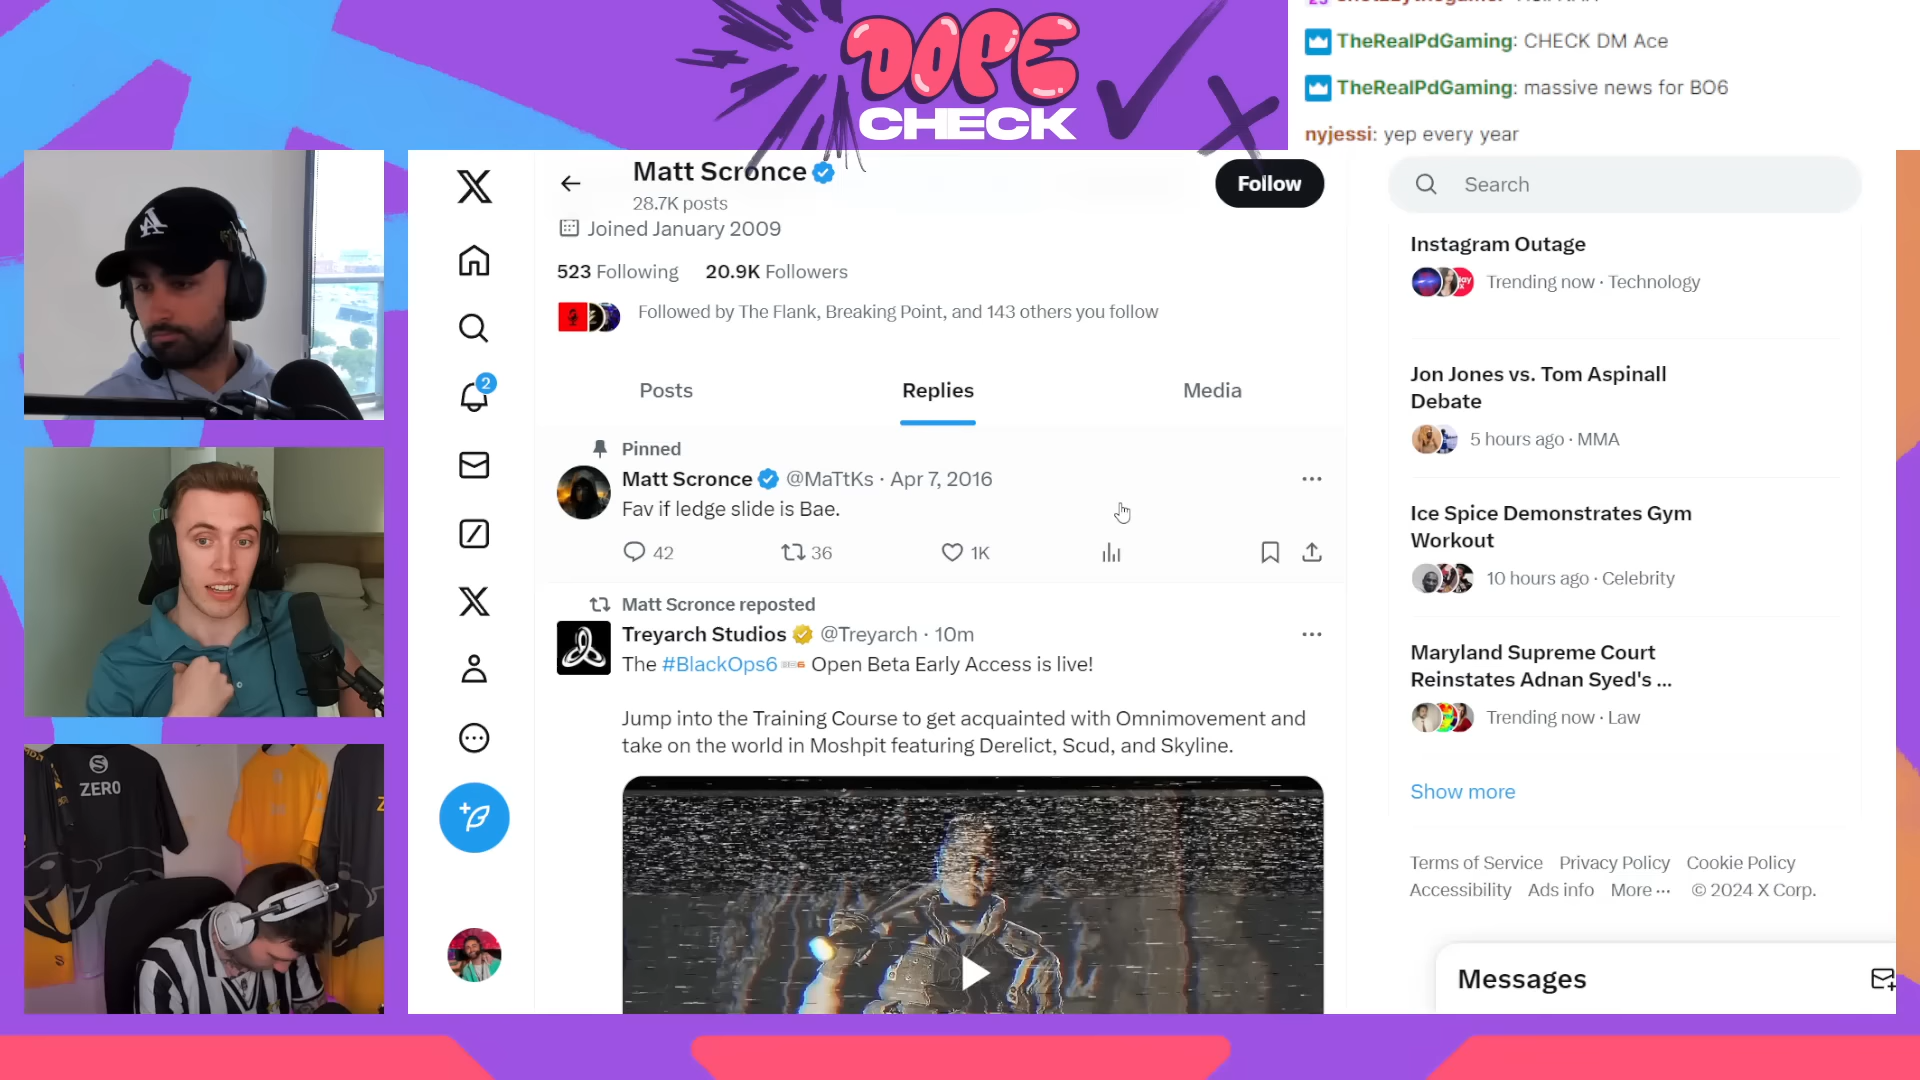 DOPE
CHECK
TheRealPdGaming: CHECK DM Ace
TheRealPdGaming: massive news for BO6
nyjessi: yep every year
Matt Scronce
28.7K posts
Follow
Search
Joined January 2009
523 Following 20.9K Followers
Followed by The Flank, Breaking Point, and 143 others you follow
Posts Replies Media
Pinned
Matt Scronce @MaTtKs · Apr 7, 2016
Fav if ledge slide is Bae.
42 36 1K
Matt Scronce reposted
Treyarch Studios @Treyarch · 10m
The #BlackOps6 Open Beta Early Access is live!
Jump into the Training Course to get acquainted with Omnimovement and
take on the world in Moshpit featuring Derelict, Scud, and Skyline.
2
Instagram Outage
Trending now · Technology
Jon Jones vs. Tom Aspinall
Debate
5 hours ago · MMA
Ice Spice Demonstrates Gym
Workout
10 hours ago · Celebrity
Maryland Supreme Court
Reinstates Adnan Syed's ...
Trending now · Law
Show more
Terms of Service Privacy Policy Cookie Policy
Accessibility Ads info More ··· © 2024 X Corp.
Messages
A
ZERO